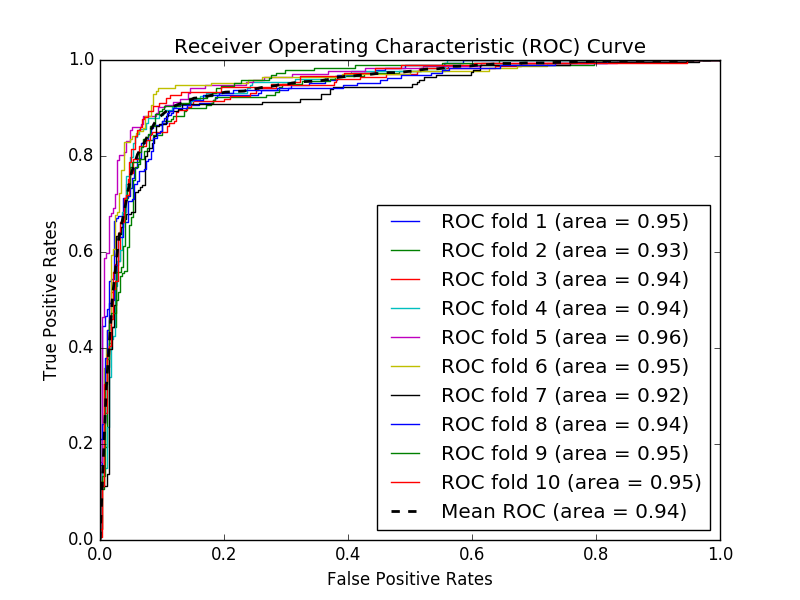 Receiver Operating Characteristic (ROC) Curve
1.0
0.8
0.6
0.4
0.2
0.0
True Positive Rates
ROC fold 1 (area = 0.95)
ROC fold 2 (area = 0.93)
ROC fold 3 (area = 0.94)
ROC fold 4 (area = 0.94)
ROC fold 5 (area = 0.96)
ROC fold 6 (area = 0.95)
ROC fold 7 (area = 0.92)
ROC fold 8 (area = 0.94)
ROC fold 9 (area = 0.95)
ROC fold 10 (area = 0.95)
Mean ROC (area = 0.94)
0.0 0.2 0.4 0.6 0.8 1.0
False Positive Rates